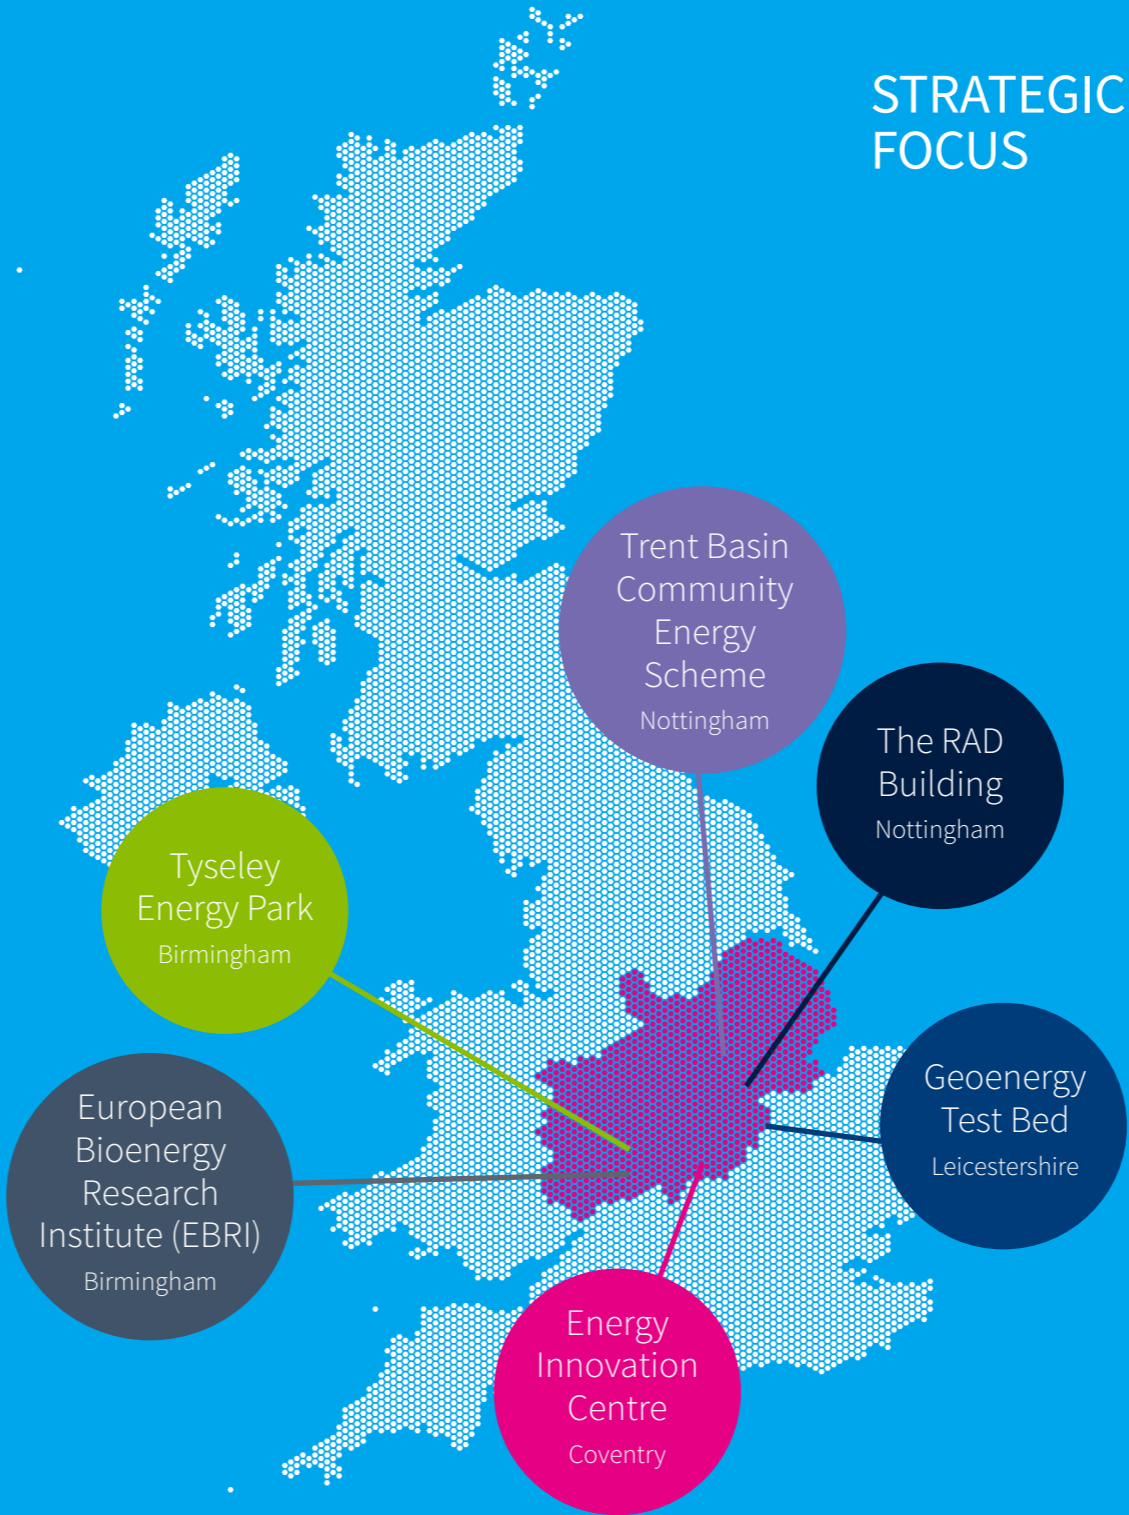 STRATEGIC
FOCUS
Trent Basin
Community
Energy
Scheme
Nottingham
The RAD
Building
Nottingham
Tyseley
Energy Park
Birmingham
Geoenergy
Test Bed
Leicestershire
European
Bioenergy
Research
Institute (EBRI)
Birmingham
Energy
Innovation
Centre
Coventry